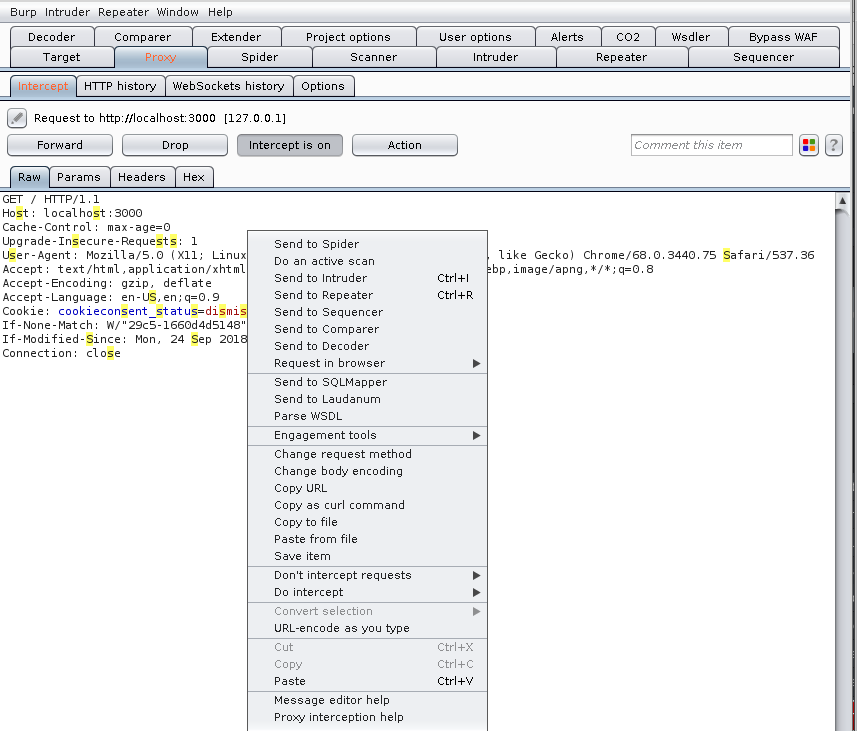 Burp Intruder Repeater Window Help
Decoder Comparer Extender Project options User options Alerts CO2 Wsdler Bypass WAF
Target Proxy Spider Scanner Intruder Repeater Sequencer
Intercept HTTP history WebSockets history Options
Request to http://localhost:3000 [127.0.0.1]
Forward Drop Intercept is on Action Comment this item ?
Raw Params Headers Hex
GET / HTTP/1.1
Host: localhost:3000
Cache-Control: max-age=0
Upgrade-Insecure-Requests: 1
User-Agent: Mozilla/5.0 (X11; Linux , like Gecko) Chrome/68.0.3440.75 Safari/537.36
Accept: text/html,application/xhtml ebp,image/apng,*/*;q=0.8
Accept-Encoding: gzip, deflate
Accept-Language: en-US,en;q=0.9
Cookie: cookieconsent_status=dismis
If-None-Match: W/"29c5-1660d4d5148"
If-Modified-Since: Mon, 24 Sep 2018
Connection: close
Send to Spider
Do an active scan
Send to Intruder Ctrl+I
Send to Repeater Ctrl+R
Send to Sequencer
Send to Comparer
Send to Decoder
Request in browser
Send to SQLMapper
Send to Laudanum
Parse WSDL
Engagement tools
Change request method
Change body encoding
Copy URL
Copy as curl command
Copy to file
Paste from file
Save item
Don't intercept requests
Do intercept
Convert selection
URL-encode as you type
Cut Ctrl+X
Copy Ctrl+C
Paste Ctrl+V
Message editor help
Proxy interception help